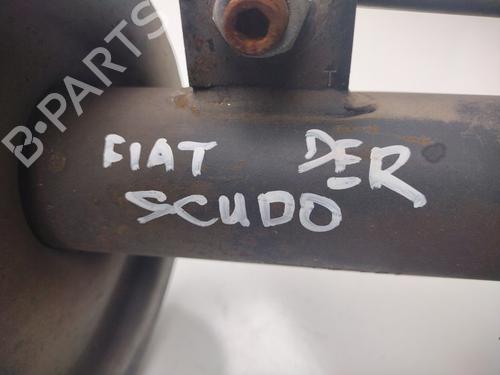 B-PARTS
T
FIAT DER
SCUDO